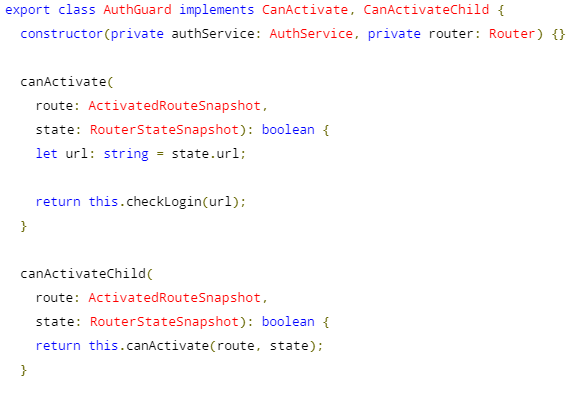 export class AuthGuard implements CanActivate, CanActivateChild {
constructor(private authService: AuthService, private router: Router) {}
canActivate(
route: ActivatedRouteSnapshot,
state: RouterStateSnapshot): boolean {
let url: string = state.url;
return this.checkLogin(url);
}
canActivateChild(
route: ActivatedRouteSnapshot,
state: RouterStateSnapshot): boolean {
return this.canActivate(route, state);
}